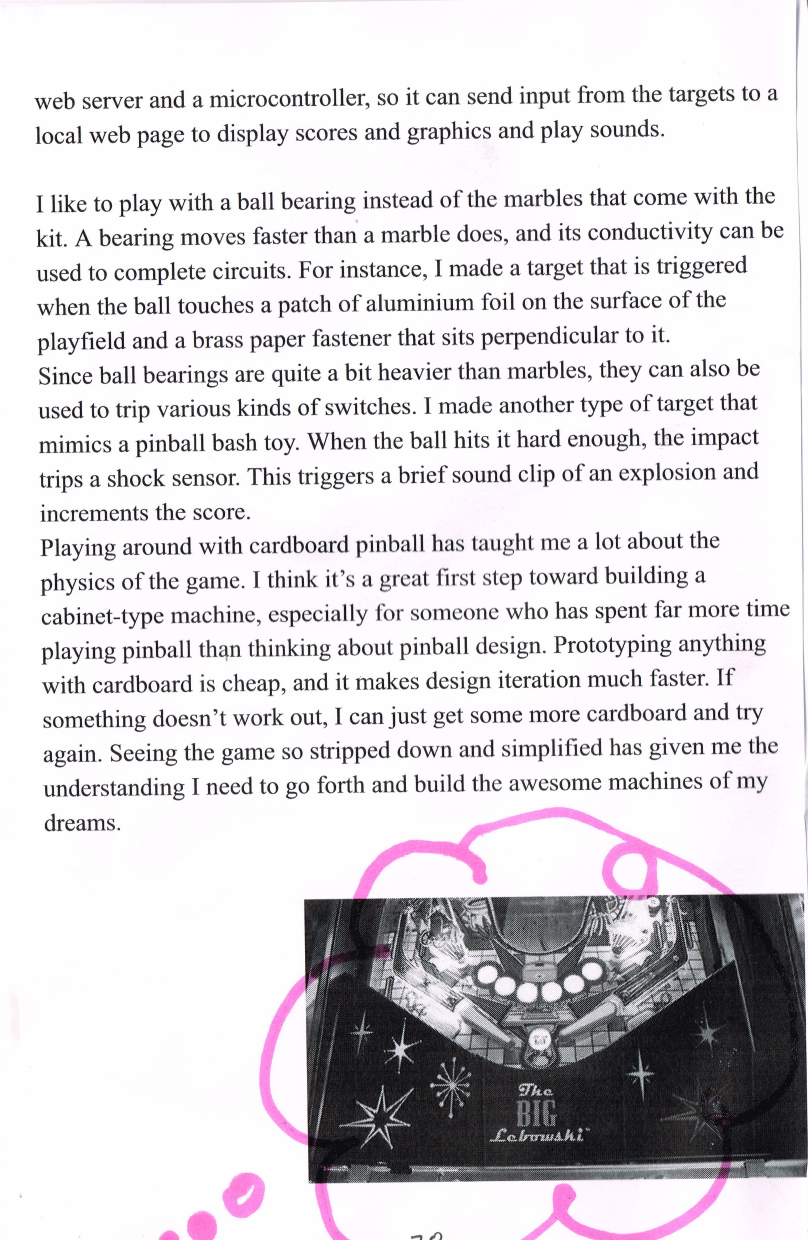 web server and a microcontroller, so it can send input from the targets to a
local web page to display scores and graphics and play sounds.
I like to play with a ball bearing instead of the marbles that come with the
kit. A bearing moves faster than a marble does, and its conductivity can be
used to complete circuits. For instance, I made a target that is triggered
when the ball touches a patch of aluminium foil on the surface of the
playfield and a brass paper fastener that sits perpendicular to it.
Since ball bearings are quite a bit heavier than marbles, they can also be
used to trip various kinds of switches. I made another type of target that
mimics a pinball bash toy. When the ball hits it hard enough, the impact
trips a shock sensor. This triggers a brief sound clip of an explosion and
increments the score.
Playing around with cardboard pinball has taught me a lot about the
physics of the game. I think it's a great first step toward building a
cabinet-type machine, especially for someone who has spent far more time
playing pinball than thinking about pinball design. Prototyping anything
with cardboard is cheap, and it makes design iteration much faster. If
something doesn't work out, I can just get some more cardboard and try
again. Seeing the game so stripped down and simplified has given me the
understanding I need to go forth and build the awesome machines of my
dreams.
The
BIG
Lebowski™